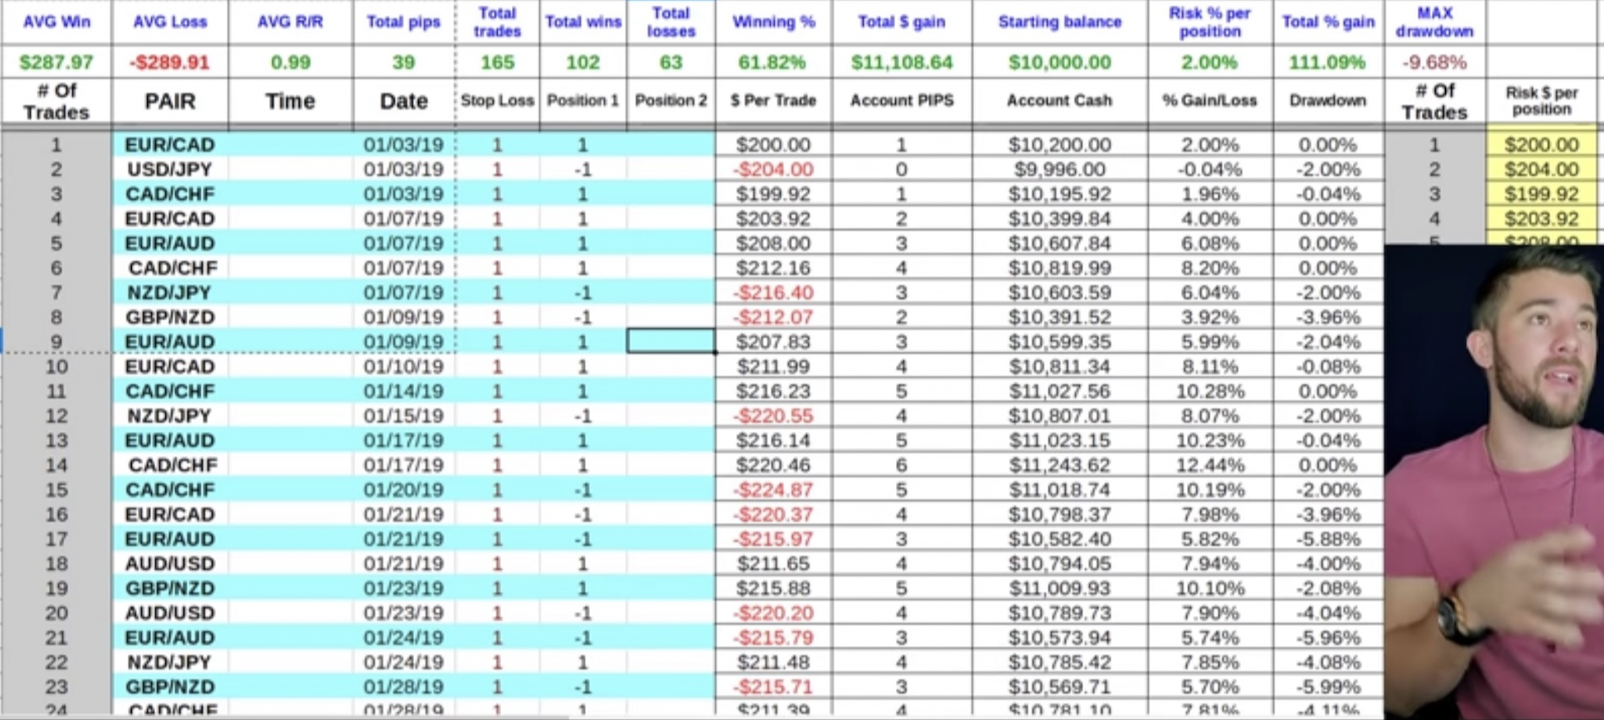 AVG Win AVG Loss AVG R/R Total pips Total trades Total wins Total losses Winning % Total $ gain Starting balance Risk % per position Total % gain MAX drawdown
$287.97 -$289.91 0.99 39 165 102 63 61.82% $11,108.64 $10,000.00 2.00% 111.09% -9.68%
# Of Trades PAIR Time Date Stop Loss Position 1 Position 2 $ Per Trade Account PIPS Account Cash % Gain/Loss Drawdown # Of Trades Risk $ per position
1 EUR/CAD 01/03/19 1 1 $200.00 1 $10,200.00 2.00% 0.00% 1 $200.00
2 USD/JPY 01/03/19 1 -1 -$204.00 0 $9,996.00 -0.04% -2.00% 2 $204.00
3 CAD/CHF 01/03/19 1 1 $199.92 1 $10,195.92 1.96% -0.04% 3 $199.92
4 EUR/CAD 01/07/19 1 1 $203.92 2 $10,399.84 4.00% 0.00% 4 $203.92
5 EUR/AUD 01/07/19 1 1 $208.00 3 $10,607.84 6.08% 0.00% 5 $208.00
6 CAD/CHF 01/07/19 1 1 $212.16 4 $10,819.99 8.20% 0.00%
7 NZD/JPY 01/07/19 1 -1 -$216.40 3 $10,603.59 6.04% -2.00%
8 GBP/NZD 01/09/19 1 -1 -$212.07 2 $10,391.52 3.92% -3.96%
9 EUR/AUD 01/09/19 1 1 $207.83 3 $10,599.35 5.99% -2.04%
10 EUR/CAD 01/10/19 1 1 $211.99 4 $10,811.34 8.11% -0.08%
11 CAD/CHF 01/14/19 1 1 $216.23 5 $11,027.56 10.28% 0.00%
12 NZD/JPY 01/15/19 1 -1 -$220.55 4 $10,807.01 8.07% -2.00%
13 EUR/AUD 01/17/19 1 1 $216.14 5 $11,023.15 10.23% -0.04%
14 CAD/CHF 01/17/19 1 1 $220.46 6 $11,243.62 12.44% 0.00%
15 CAD/CHF 01/20/19 1 -1 -$224.87 5 $11,018.74 10.19% -2.00%
16 EUR/CAD 01/21/19 1 -1 -$220.37 4 $10,798.37 7.98% -3.96%
17 EUR/AUD 01/21/19 1 -1 -$215.97 3 $10,582.40 5.82% -5.88%
18 AUD/USD 01/21/19 1 1 $211.65 4 $10,794.05 7.94% -4.00%
19 GBP/NZD 01/23/19 1 1 $215.88 5 $11,009.93 10.10% -2.08%
20 AUD/USD 01/23/19 1 -1 -$220.20 4 $10,789.73 7.90% -4.04%
21 EUR/AUD 01/24/19 1 -1 -$215.79 3 $10,573.94 5.74% -5.96%
22 NZD/JPY 01/24/19 1 1 $211.48 4 $10,785.42 7.85% -4.08%
23 GBP/NZD 01/28/19 1 -1 -$215.71 3 $10,569.71 5.70% -5.99%
24 CAD/CHF 01/28/19 1 1 $211.39 4 $10,781.10 7.81% -4.11%